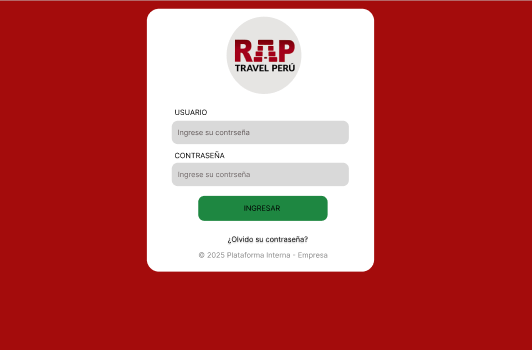 RAP
TRAVEL PERÚ
USUARIO
Ingrese su contrseña
CONTRASEÑA
Ingrese su contrseña
INGRESAR
¿Olvido su contraseña?
© 2025 Plataforma Interna - Empresa